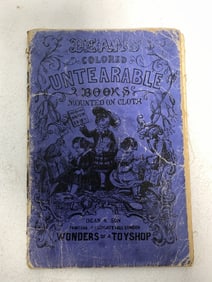 DEAN'S
COLORED
UNTEARABLE
BOOKS
MOUNTED ON CLOTH
DEAN & SON
WONDERS OF A TOYSHOP